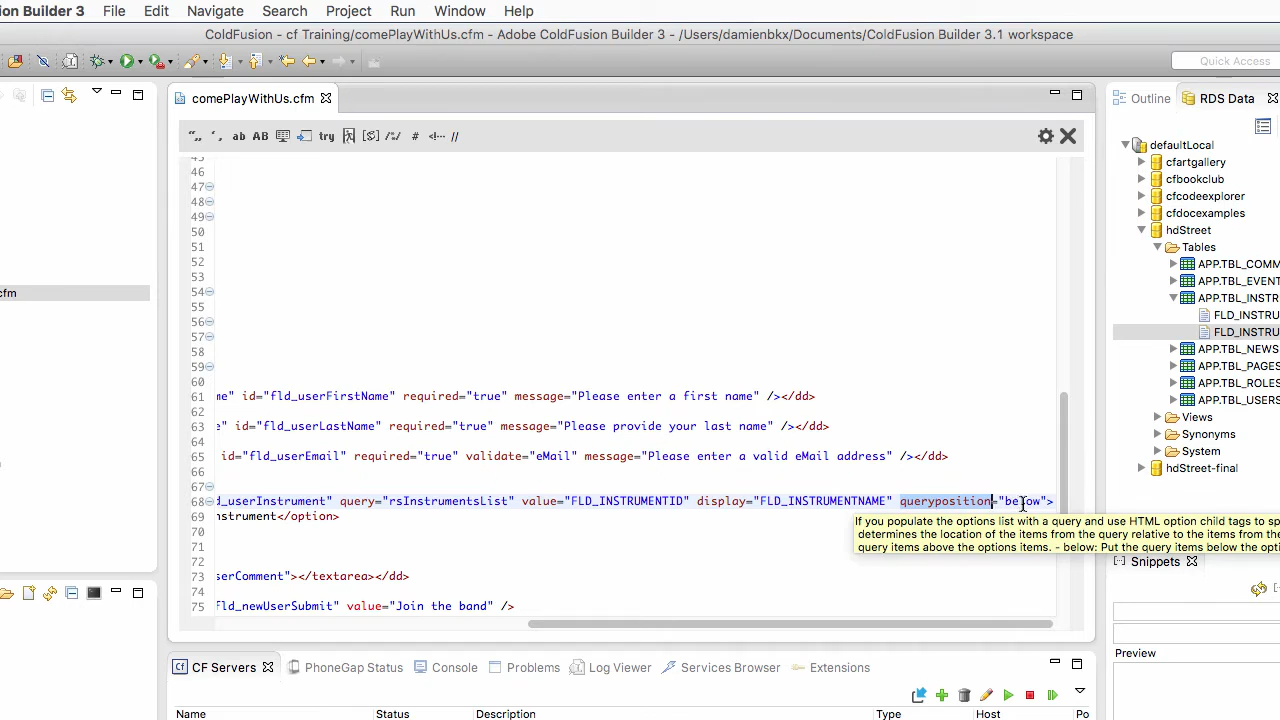 on Builder 3 File Edit Navigate Search Project Run Window Help
ColdFusion - cf Training/comePlayWithUs.cfm - Adobe ColdFusion Builder 3 - /Users/damienbkx/Documents/ColdFusion Builder 3.1 workspace
Quick Access
comePlayWithUs.cfm
Outline RDS Data
„ ‚ ab AB try /%/ # <!-- //
defaultLocal
cfartgallery
cfbookclub
cfcodeexplorer
cfdocexamples
hdStreet
Tables
APP.TBL_COMM
APP.TBL_EVENT
APP.TBL_INSTR
FLD_INSTRU
FLD_INSTRU
APP.TBL_NEWS
APP.TBL_PAGES
APP.TBL_ROLES
APP.TBL_USERS
Views
Synonyms
System
hdStreet-final
cfm
45
46
47
48
49
50
51
52
53
54
55
56
57
58
59
60
61 me" id="fld_userFirstName" required="true" message="Please enter a first name" /></dd>
62
63 e" id="fld_userLastName" required="true" message="Please provide your last name" /></dd>
64
65 id="fld_userEmail" required="true" validate="eMail" message="Please enter a valid eMail address" /></dd>
66
67
68 d_userInstrument" query="rsInstrumentsList" value="FLD_INSTRUMENTID" display="FLD_INSTRUMENTNAME" queryposition="below">
69 nstrument</option>
70
71
72
73 serComment"></textarea></dd>
74
75 fld_newUserSubmit" value="Join the band" />
If you populate the options list with a query and use HTML option child tags to sp
determines the location of the items from the query relative to the items from the
query items above the options items. - below: Put the query items below the opti
Snippets
Preview
CF Servers PhoneGap Status Console Problems Log Viewer Services Browser Extensions
Name Status Description Type Host Po